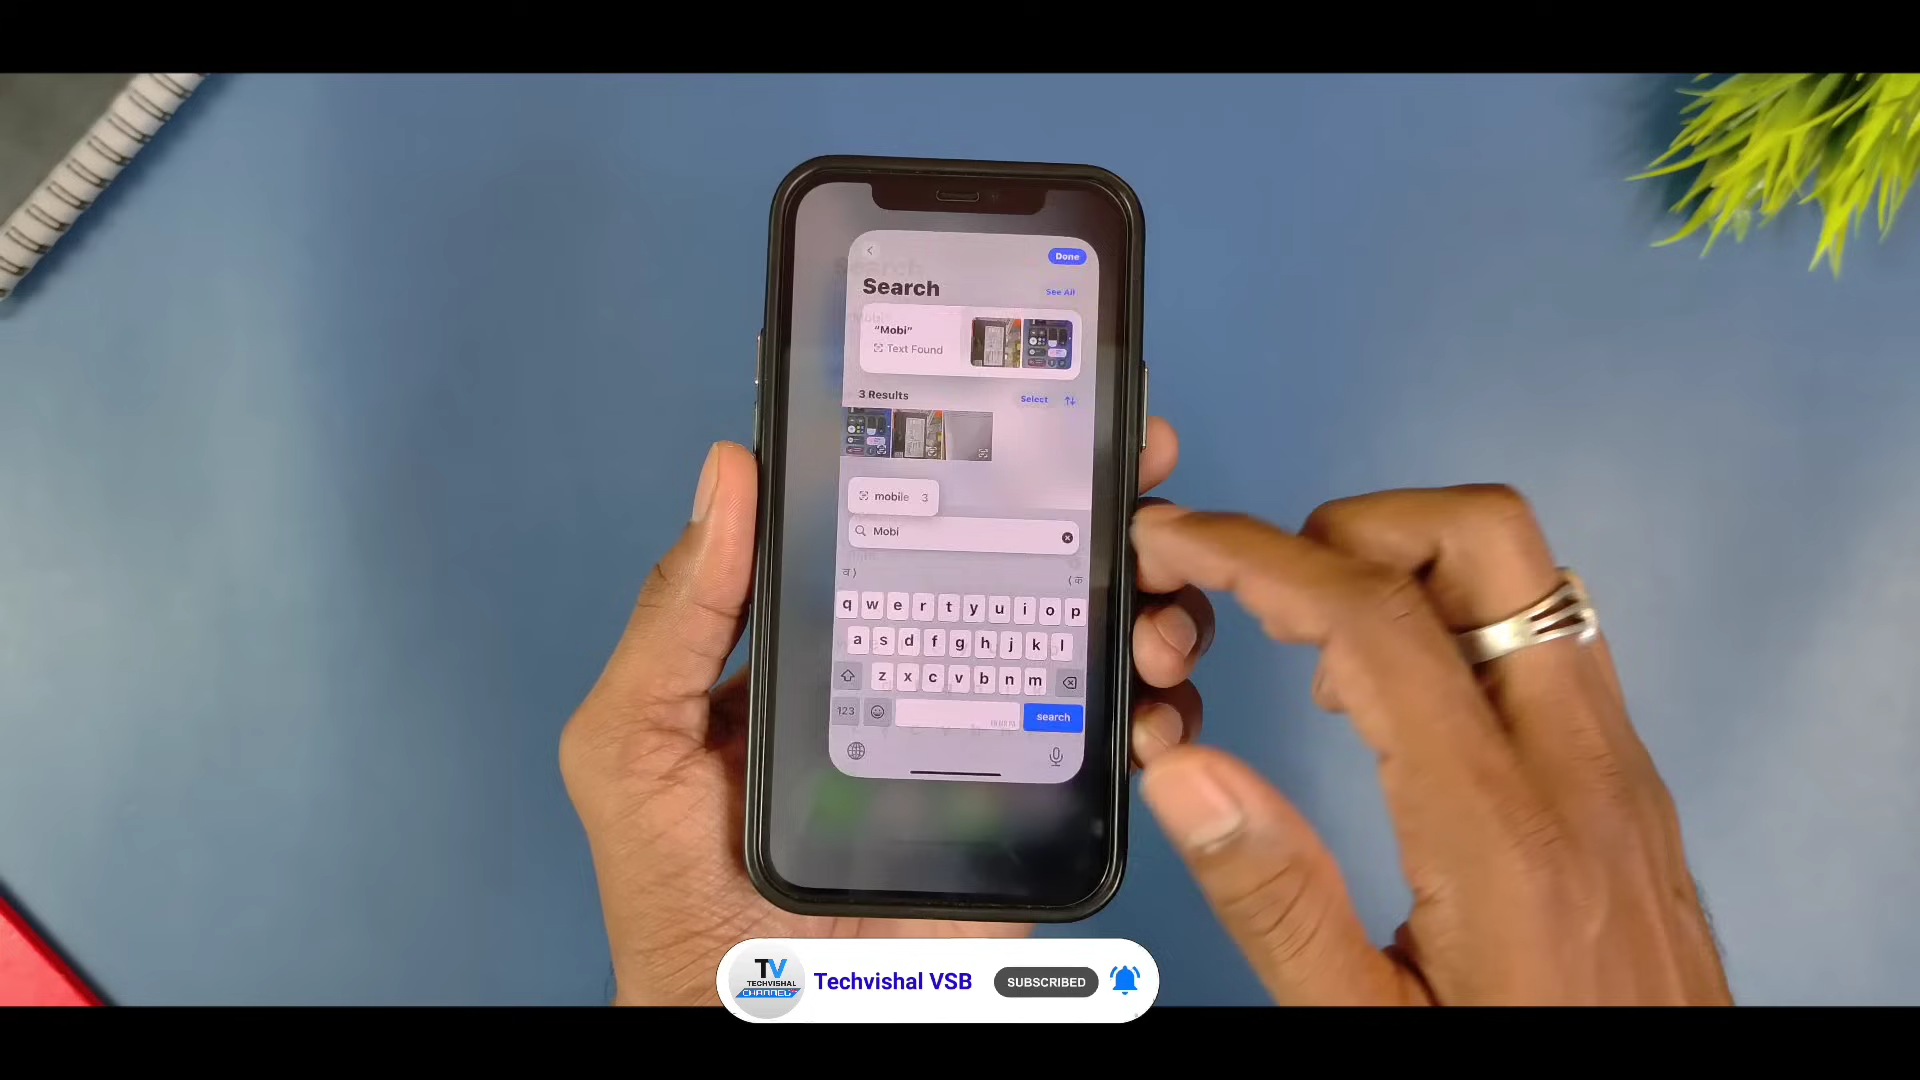 Done
Search
See All
“Mobi”
Text Found
3 Results
Select
mobile 3
Mobi
q w e r t y u i o p
a s d f g h j k l
z x c v b n m
123
search
TV
TECHVISHAL
CHANNEL
Techvishal VSB
SUBSCRIBED